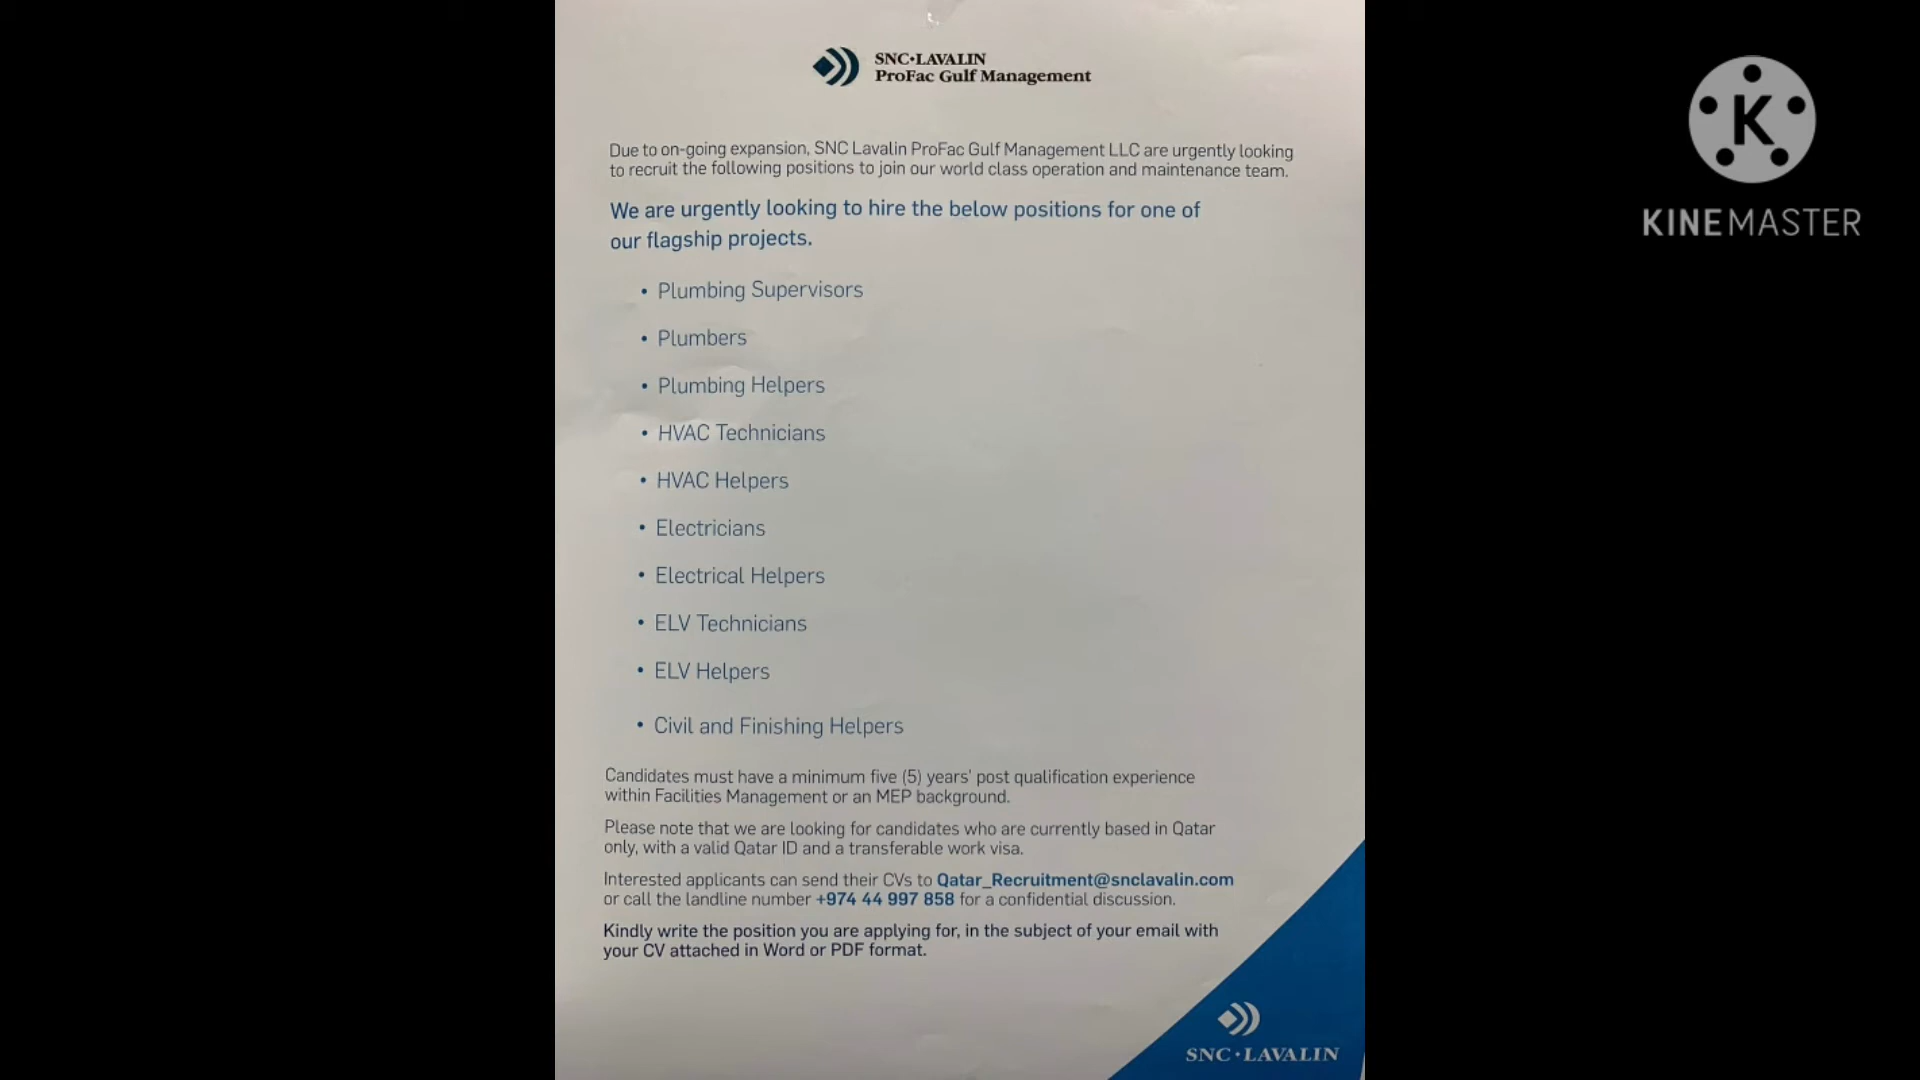 SNC•LAVALIN
ProFac Gulf Management
Due to on-going expansion, SNC Lavalin ProFac Gulf Management LLC are urgently looking
to recruit the following positions to join our world class operation and maintenance team.
We are urgently looking to hire the below positions for one of
our flagship projects.
• Plumbing Supervisors
• Plumbers
• Plumbing Helpers
• HVAC Technicians
• HVAC Helpers
• Electricians
• Electrical Helpers
• ELV Technicians
• ELV Helpers
• Civil and Finishing Helpers
Candidates must have a minimum five (5) years' post qualification experience
within Facilities Management or an MEP background.
Please note that we are looking for candidates who are currently based in Qatar
only, with a valid Qatar ID and a transferable work visa.
Interested applicants can send their CVs to Qatar_Recruitment@snclavalin.com
or call the landline number +974 44 997 858 for a confidential discussion.
Kindly write the position you are applying for, in the subject of your email with
your CV attached in Word or PDF format.
SNC•LAVALIN
K
KINEMASTER